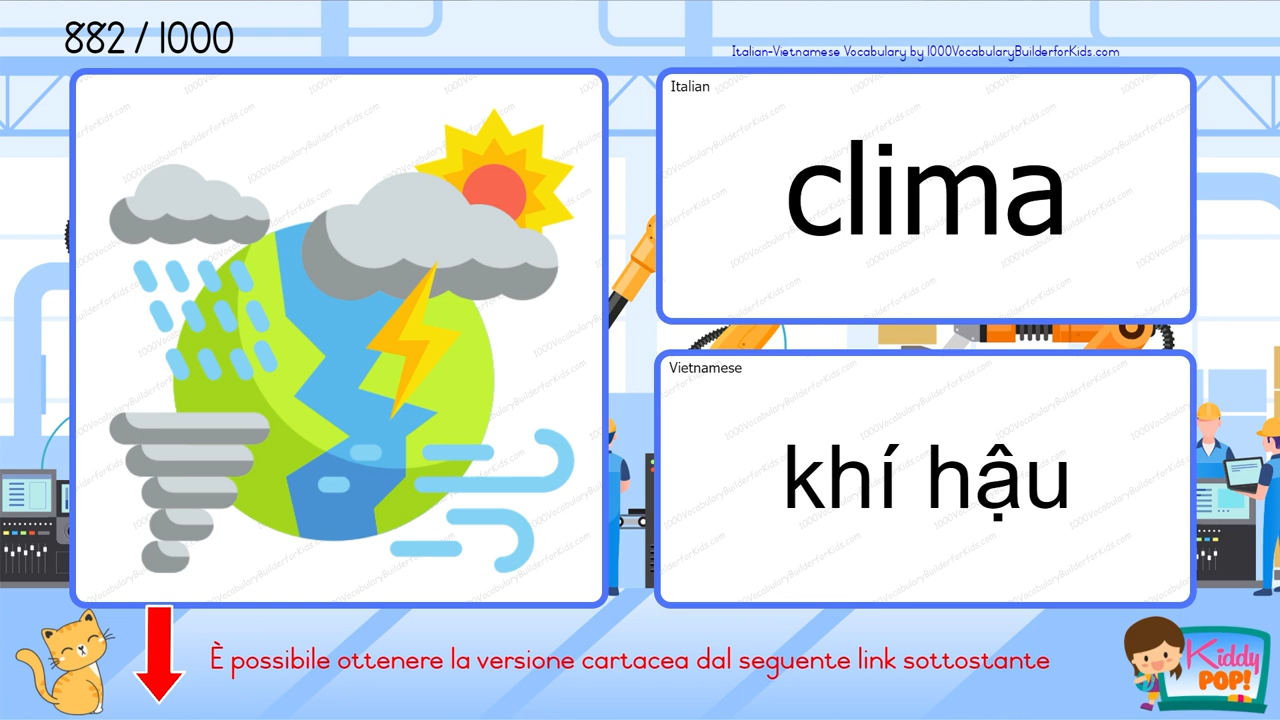 882 / 1000
Italian-Vietnamese Vocabulary by 1000VocabularyBuilderforKids.com
Italian
clima
Vietnamese
khí hậu
È possibile ottenere la versione cartacea dal seguente link sottostante
Kiddy
POP!